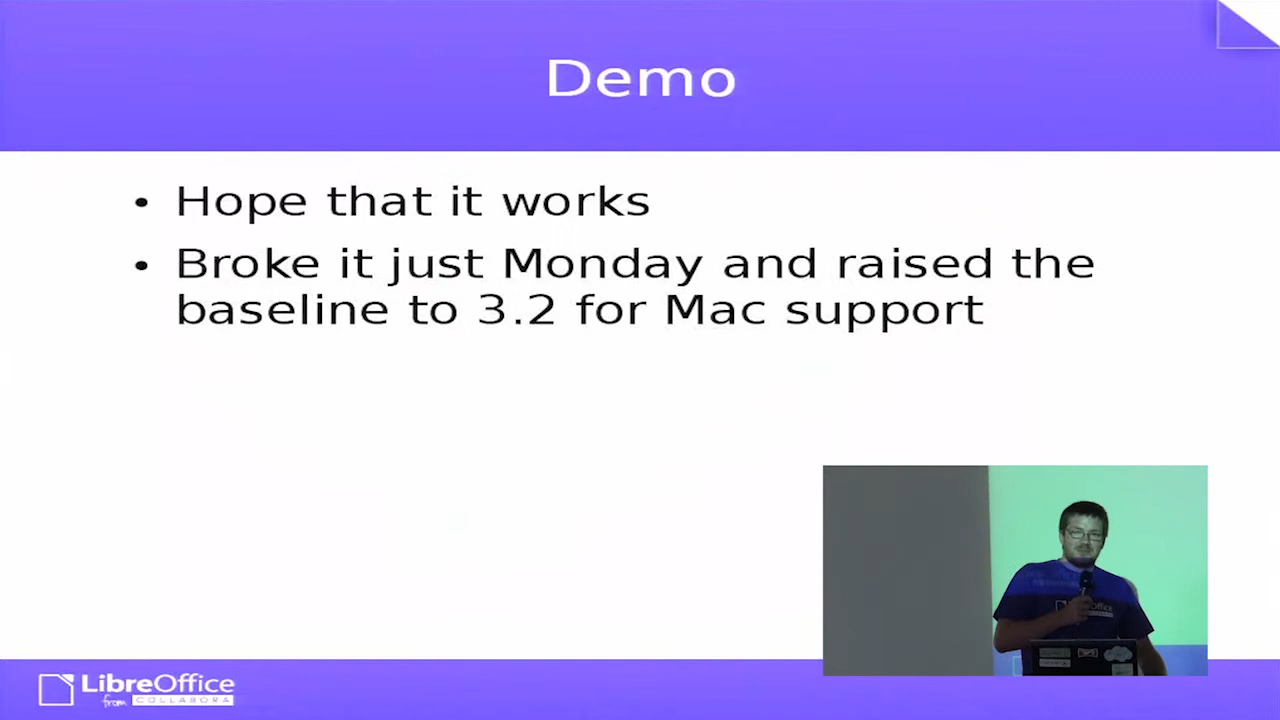 Demo
• Hope that it works
• Broke it just Monday and raised the
baseline to 3.2 for Mac support
LibreOffice
from COLLABORA